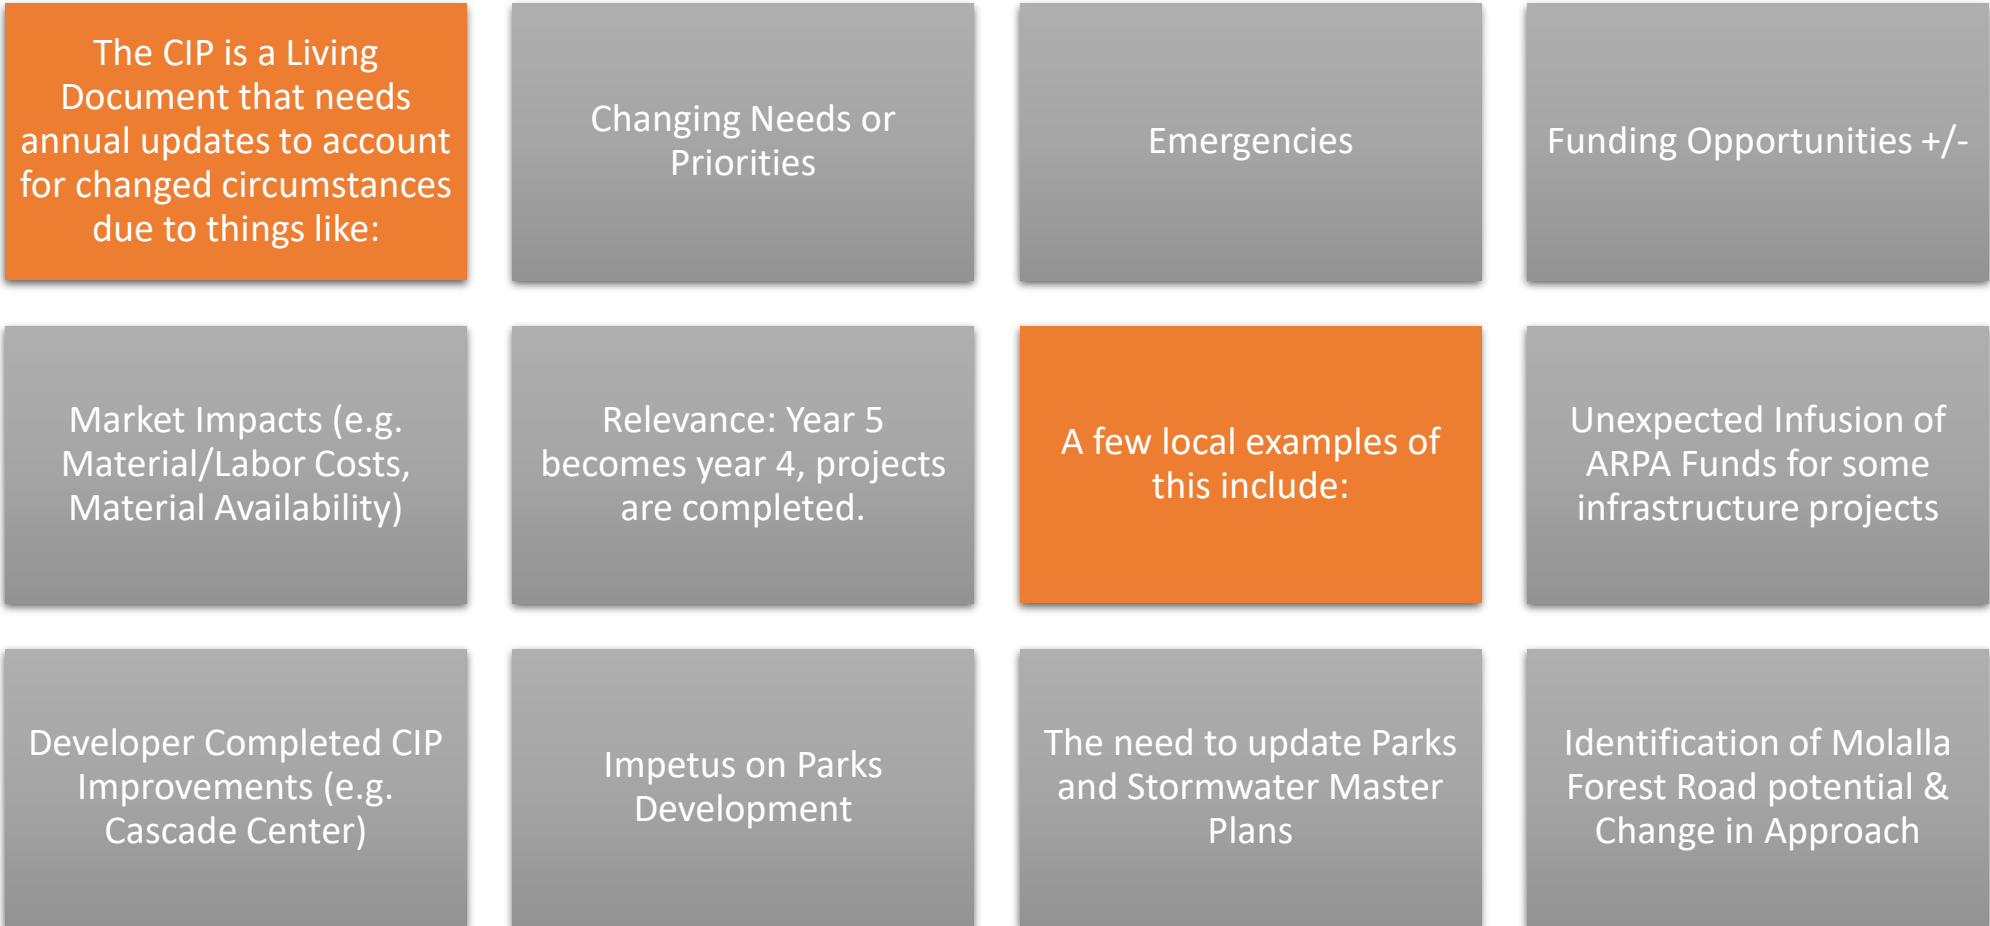 The CIP is a Living
Document that needs
annual updates to account
for changed circumstances
due to things like:
Changing Needs or
Priorities
Emergencies
Funding Opportunities +/-
Market Impacts (e.g.
Material/Labor Costs,
Material Availability)
Relevance: Year 5
becomes year 4, projects
are completed.
A few local examples of
this include:
Unexpected Infusion of
ARPA Funds for some
infrastructure projects
Developer Completed CIP
Improvements (e.g.
Cascade Center)
Impetus on Parks
Development
The need to update Parks
and Stormwater Master
Plans
Identification of Molalla
Forest Road potential &
Change in Approach